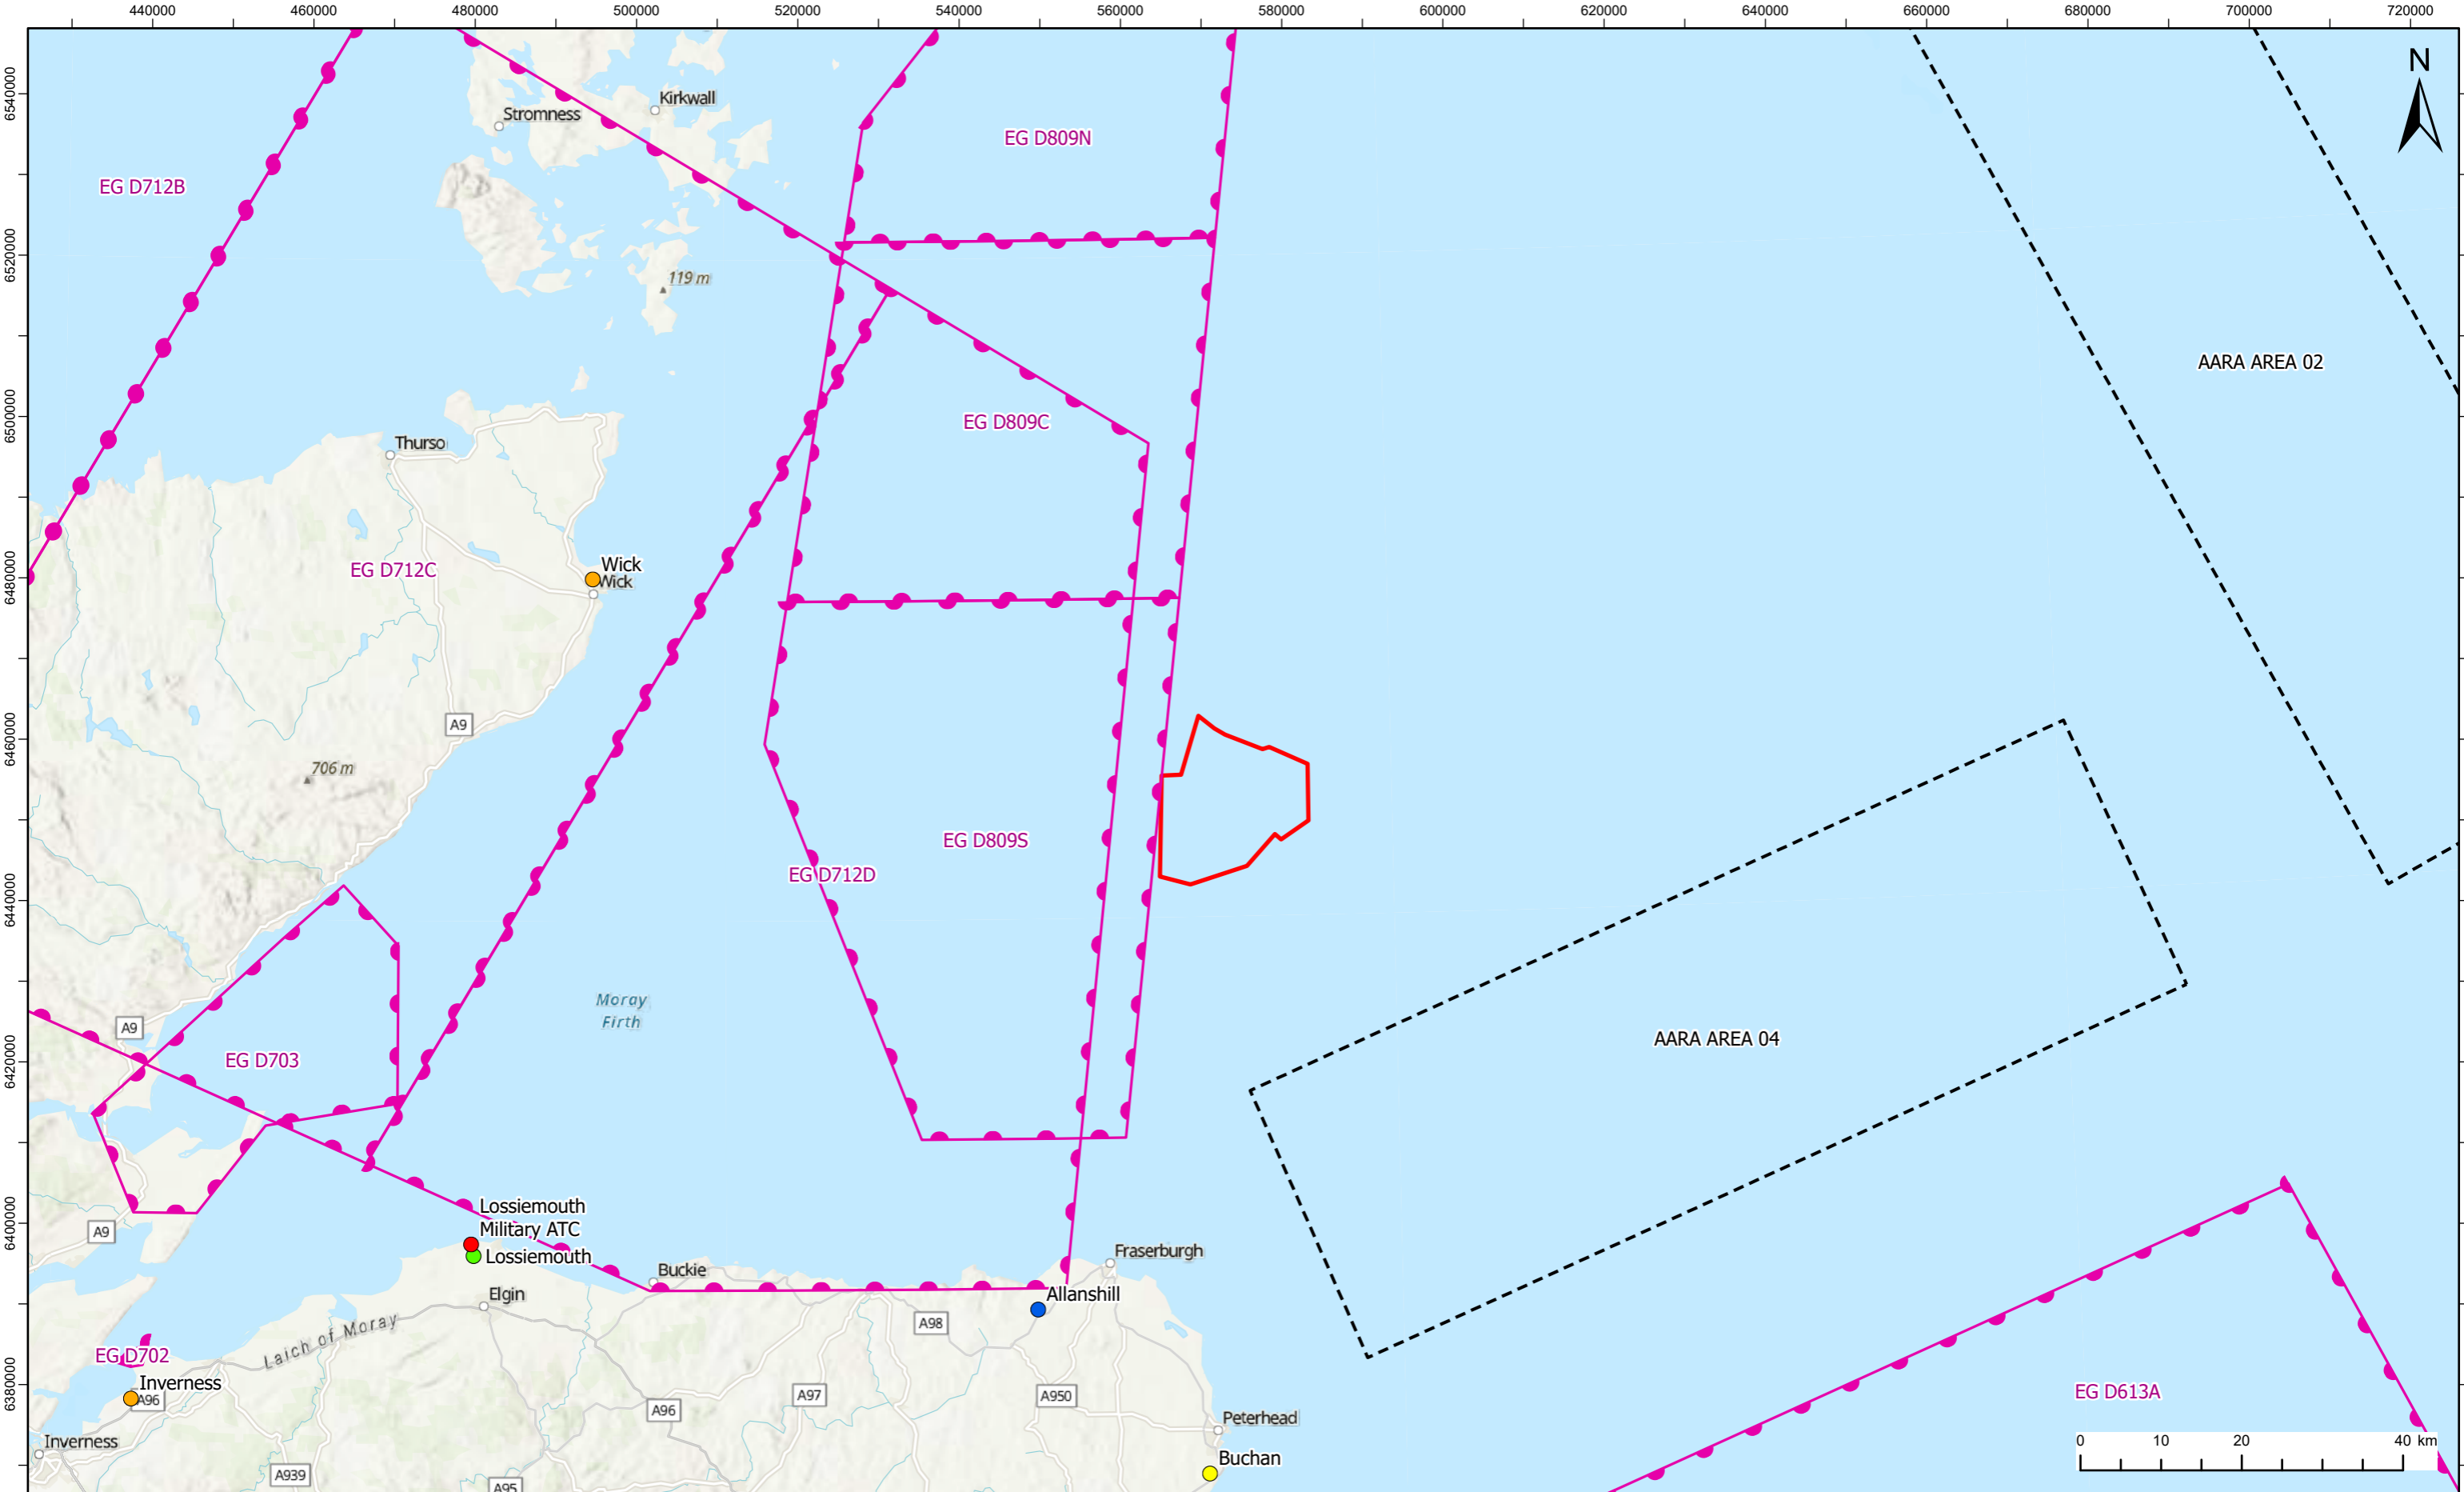 440000 460000 480000 500000 520000 540000 560000 580000 600000 620000 640000 660000 680000 700000 720000
6540000
6520000
6500000
6480000
6460000
6440000
6420000
6400000
6380000
N
Kirkwall
Stromness
EG D809N
EG D712B
119 m
AARA AREA 02
EG D809C
Thurso
Wick
Wick
EG D712C
A9
706 m
EG D809S
EG D712D
Moray
Firth
A9
AARA AREA 04
EG D703
Lossiemouth
Military ATC
Lossiemouth
A9
Fraserburgh
Buckie
Elgin
Allanshill
A98
Laich of Moray
EG D702
Inverness
A96
A97
A950
A96
EG D613A
Peterhead
Inverness
0 10 20 40 km
Buchan
A939
A95